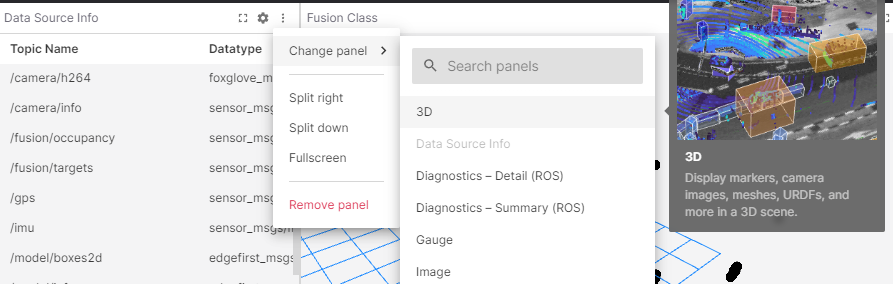 Data Source Info
Fusion Class
Topic Name Datatype
/camera/h264 foxglove_m
/camera/info sensor_msg
/fusion/occupancy sensor_msg
/fusion/targets sensor_msg
/gps sensor_msg
/imu sensor_msgs/
/model/boxes2d edgefirst_msgs
Change panel
Split right
Split down
Fullscreen
Remove panel
Search panels
3D
Data Source Info
Diagnostics – Detail (ROS)
Diagnostics – Summary (ROS)
Gauge
Image
3D
Display markers, camera
images, meshes, URDFs, and
more in a 3D scene.